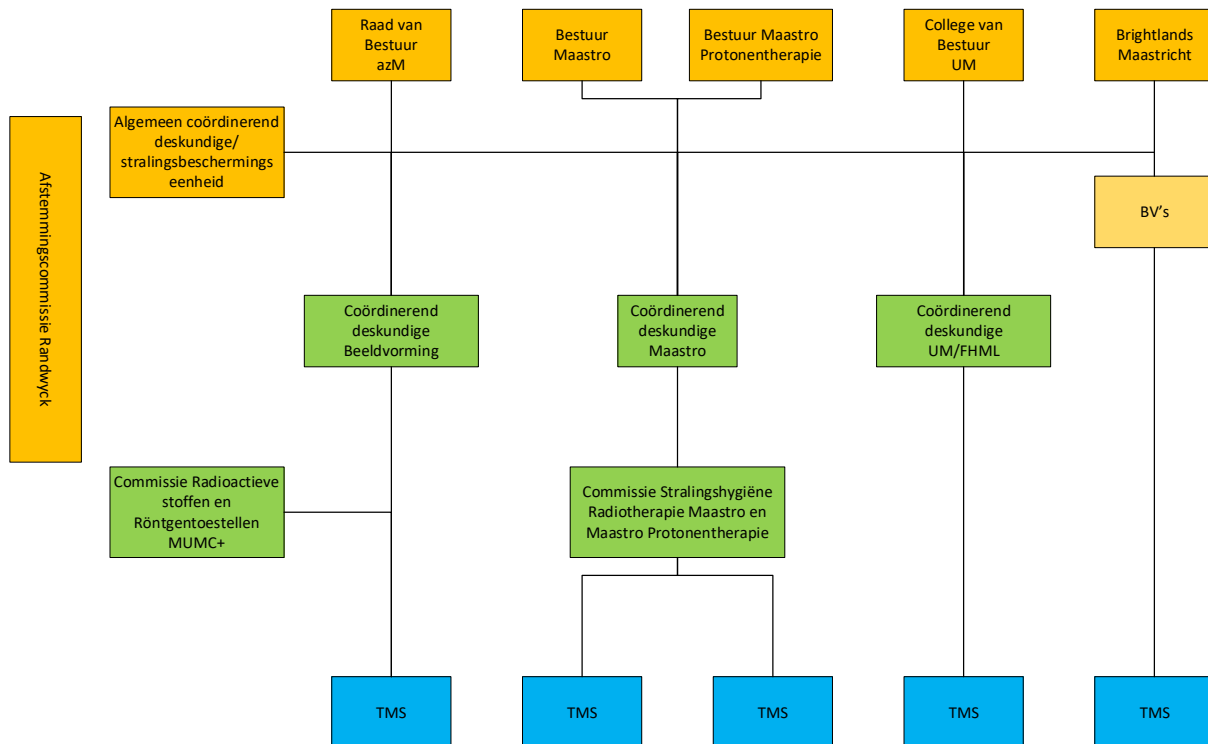 Raad van
Bestuur
azM
Bestuur
Maastro
Bestuur Maastro
Protonentherapie
College van
Bestuur
UM
Brightlands
Maastricht
Afstemmingscommissie Randwyck
Algemeen coördinerend
deskundige/
stralingsbeschermings
eenheid
BV's
Coördinerend
deskundige
Beeldvorming
Coördinerend
deskundige
Maastro
Coördinerend
deskundige
UM/FHML
Commissie Radioactieve
stoffen en
Röntgentoestellen
MUMC+
Commissie Stralingshygiëne
Radiotherapie Maastro en
Maastro Protonentherapie
TMS
TMS
TMS
TMS
TMS